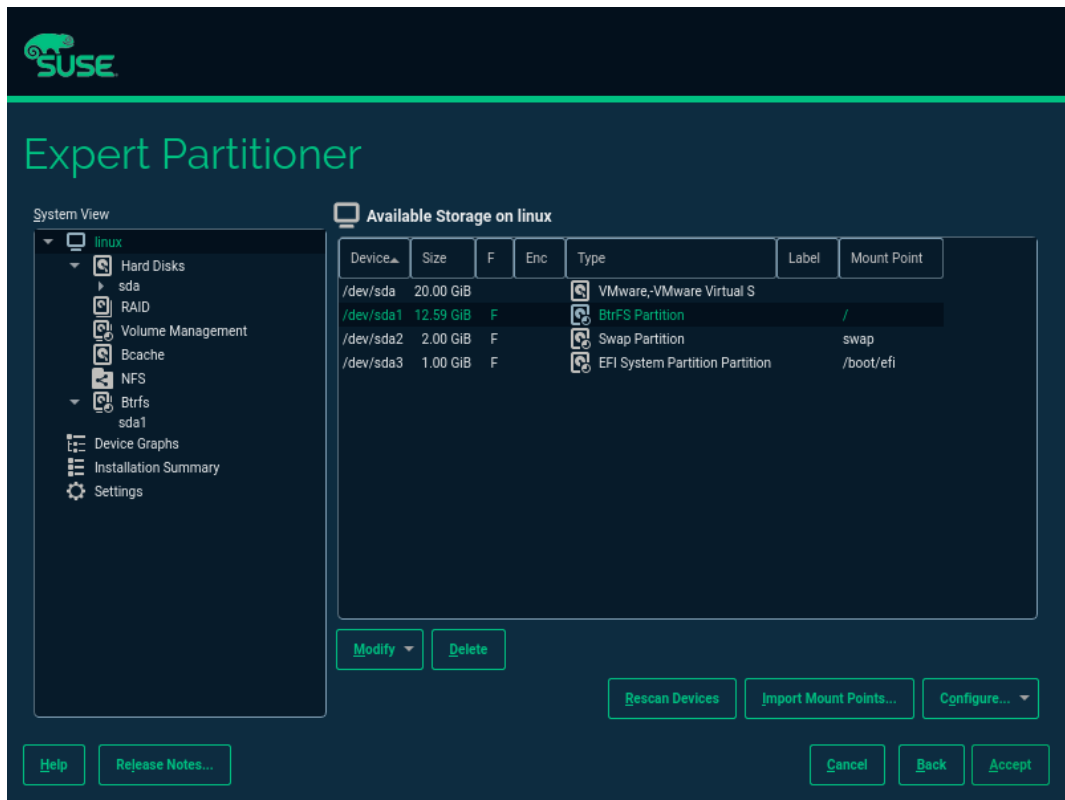 SUSE
Expert Partitioner
System View
linux
Hard Disks
sda
RAID
Volume Management
Bcache
NFS
Btrfs
sda1
Device Graphs
Installation Summary
Settings
Available Storage on linux
Device Size F Enc Type Label Mount Point
/dev/sda 20.00 GiB VMware,-VMware Virtual S
/dev/sda1 12.59 GiB F BtrFS Partition /
/dev/sda2 2.00 GiB F Swap Partition swap
/dev/sda3 1.00 GiB F EFI System Partition Partition /boot/efi
Modify Delete
Rescan Devices Import Mount Points... Configure...
Help Release Notes... Cancel Back Accept